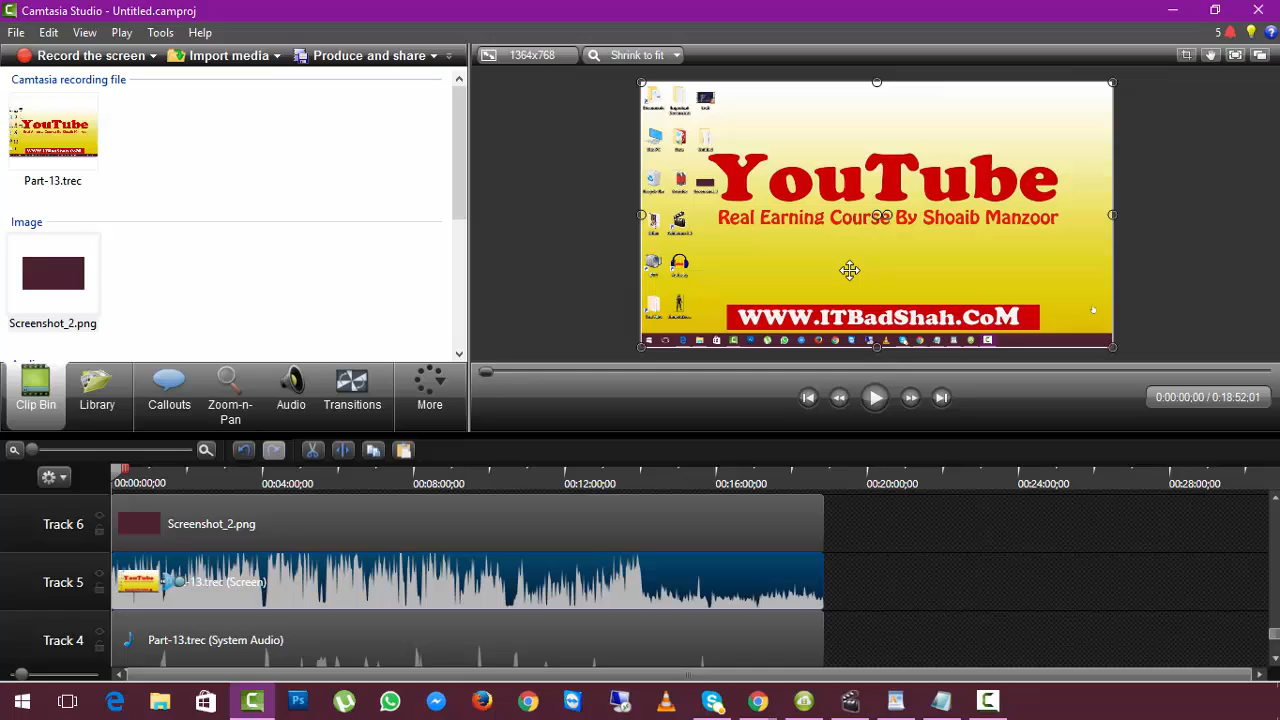 Camtasia Studio - Untitled.camproj
File Edit View Play Tools Help
5
Record the screen Import media Produce and share
1364x768 Shrink to fit
Camtasia recording file
YouTube
Real Earning Course By Shoaib Manzoor
WWW.ITBadShah.CoM
Part-13.trec
Image
Screenshot_2.png
Clip Bin Library Callouts Zoom-n-Pan Audio Transitions More
0:00:00;00 / 0:18:52;01
00:00:00;00 00:04:00;00 00:08:00;00 00:12:00;00 00:16:00;00 00:20:00;00 00:24:00;00 00:28:00;00
Track 6 Screenshot_2.png
Track 5 -13.trec (Screen)
Track 4 Part-13.trec (System Audio)